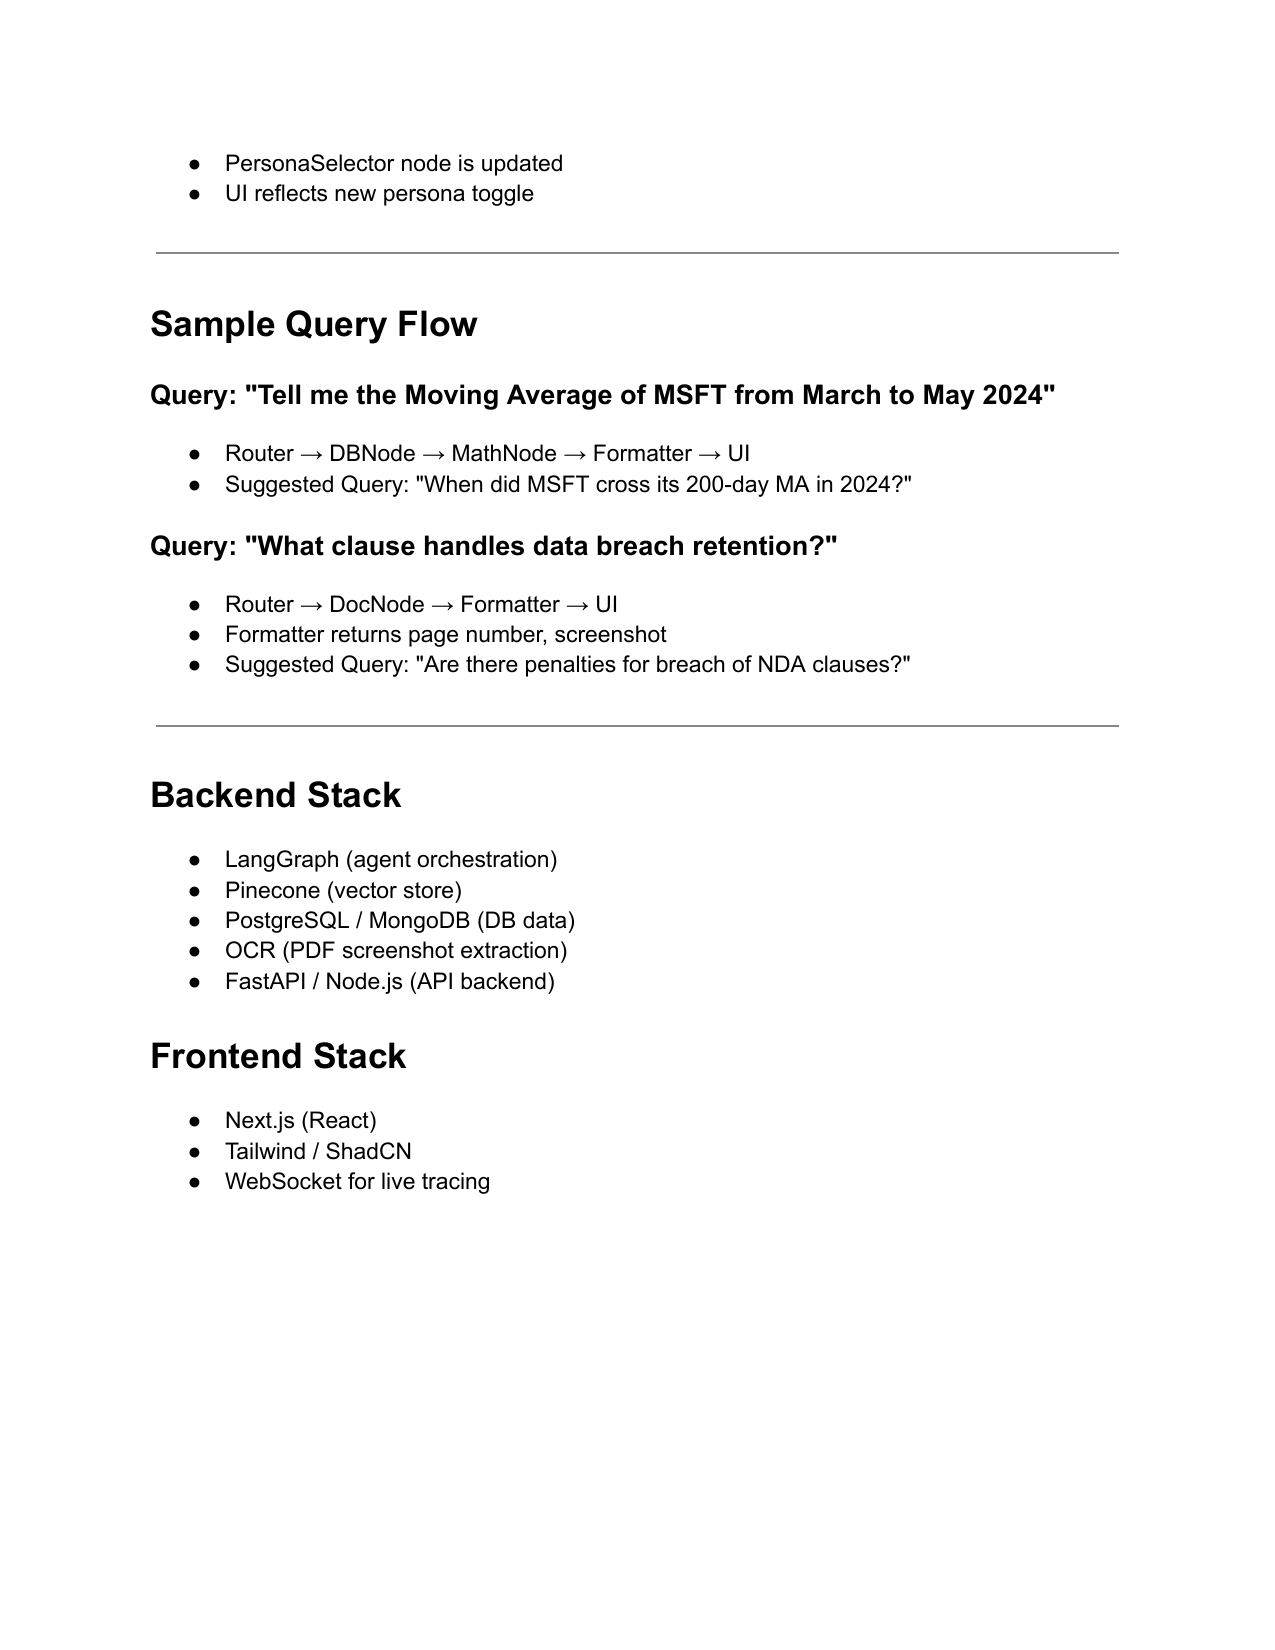 ● PersonaSelector node is updated
● UI reflects new persona toggle
Sample Query Flow
Query: "Tell me the Moving Average of MSFT from March to May 2024"
● Router → DBNode → MathNode → Formatter → UI
● Suggested Query: "When did MSFT cross its 200-day MA in 2024?"
Query: "What clause handles data breach retention?"
● Router → DocNode → Formatter → UI
● Formatter returns page number, screenshot
● Suggested Query: "Are there penalties for breach of NDA clauses?"
Backend Stack
● LangGraph (agent orchestration)
● Pinecone (vector store)
● PostgreSQL / MongoDB (DB data)
● OCR (PDF screenshot extraction)
● FastAPI / Node.js (API backend)
Frontend Stack
● Next.js (React)
● Tailwind / ShadCN
● WebSocket for live tracing